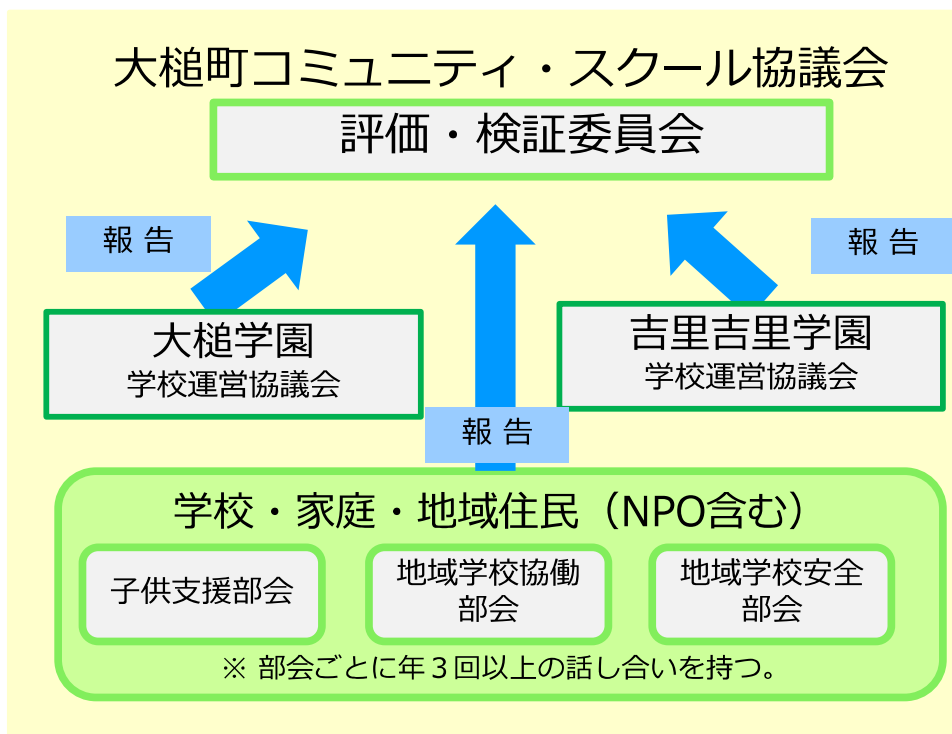 大槌町コミュニティ・スクール協議会
評価・検証委員会
報 告
報 告
大槌学園
学校運営協議会
吉里吉里学園
学校運営協議会
報 告
学校・家庭・地域住民（NPO含む）
子供支援部会
地域学校協働
部会
地域学校安全
部会
※ 部会ごとに年３回以上の話し合いを持つ。